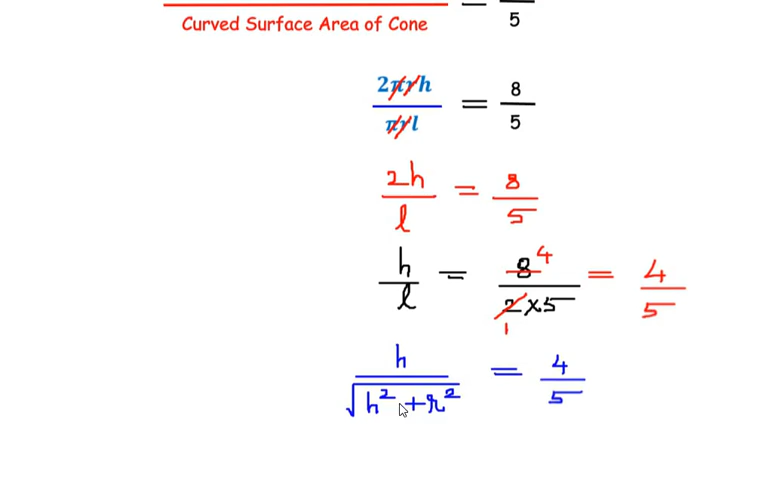 Curved Surface Area of Cone = /5
2πrh/πrl = 8/5
2h/l = 8/5
h/l = 8 4/2 1×5 = 4/5
h/√h²+r² = 4/5